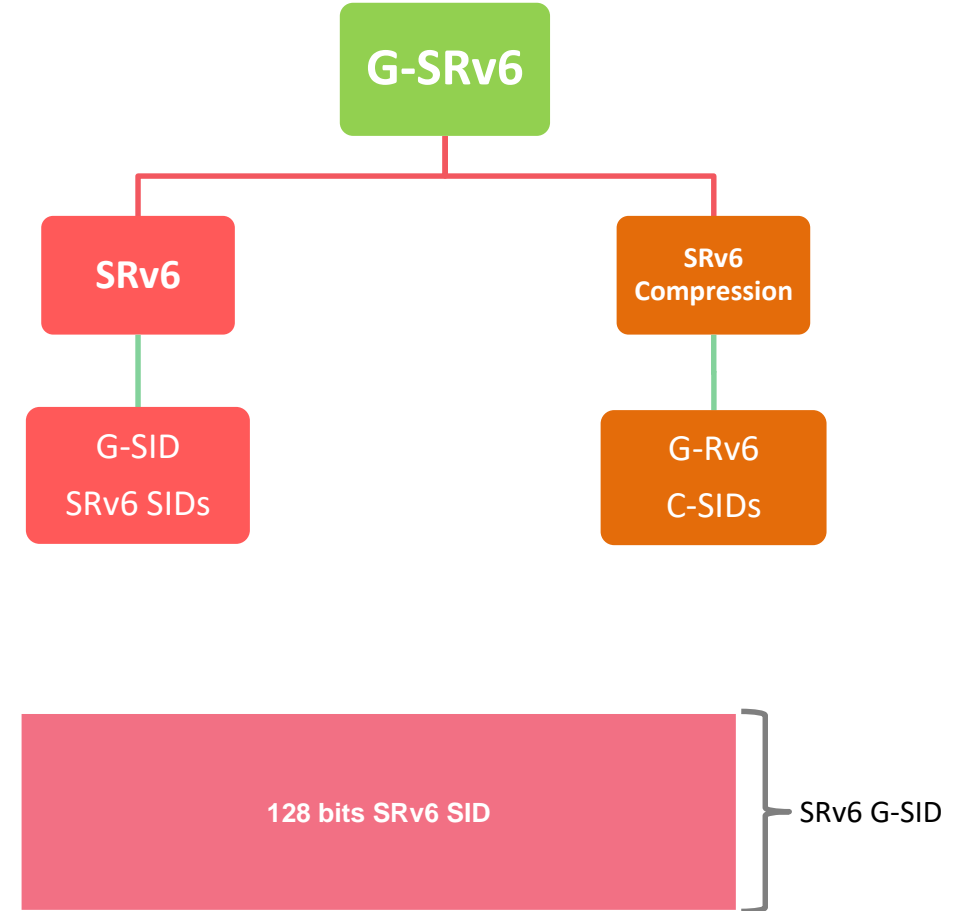 G-SRv6
SRv6
SRv6
Compression
G-SID
SRv6 SIDs
G-Rv6
C-SIDs
128 bits SRv6 SID
SRv6 G-SID